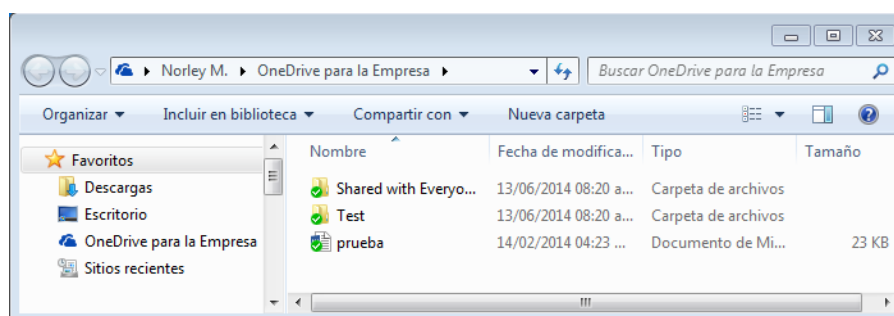 Norley M. OneDrive para la Empresa Buscar OneDrive para la Empresa
Organizar Incluir en biblioteca Compartir con Nueva carpeta
Favoritos
Descargas
Escritorio
OneDrive para la Empresa
Sitios recientes
Nombre Fecha de modifica... Tipo Tamaño
Shared with Everyo... 13/06/2014 08:20 a... Carpeta de archivos
Test 13/06/2014 08:20 a... Carpeta de archivos
prueba 14/02/2014 04:23 ... Documento de Mi... 23 KB